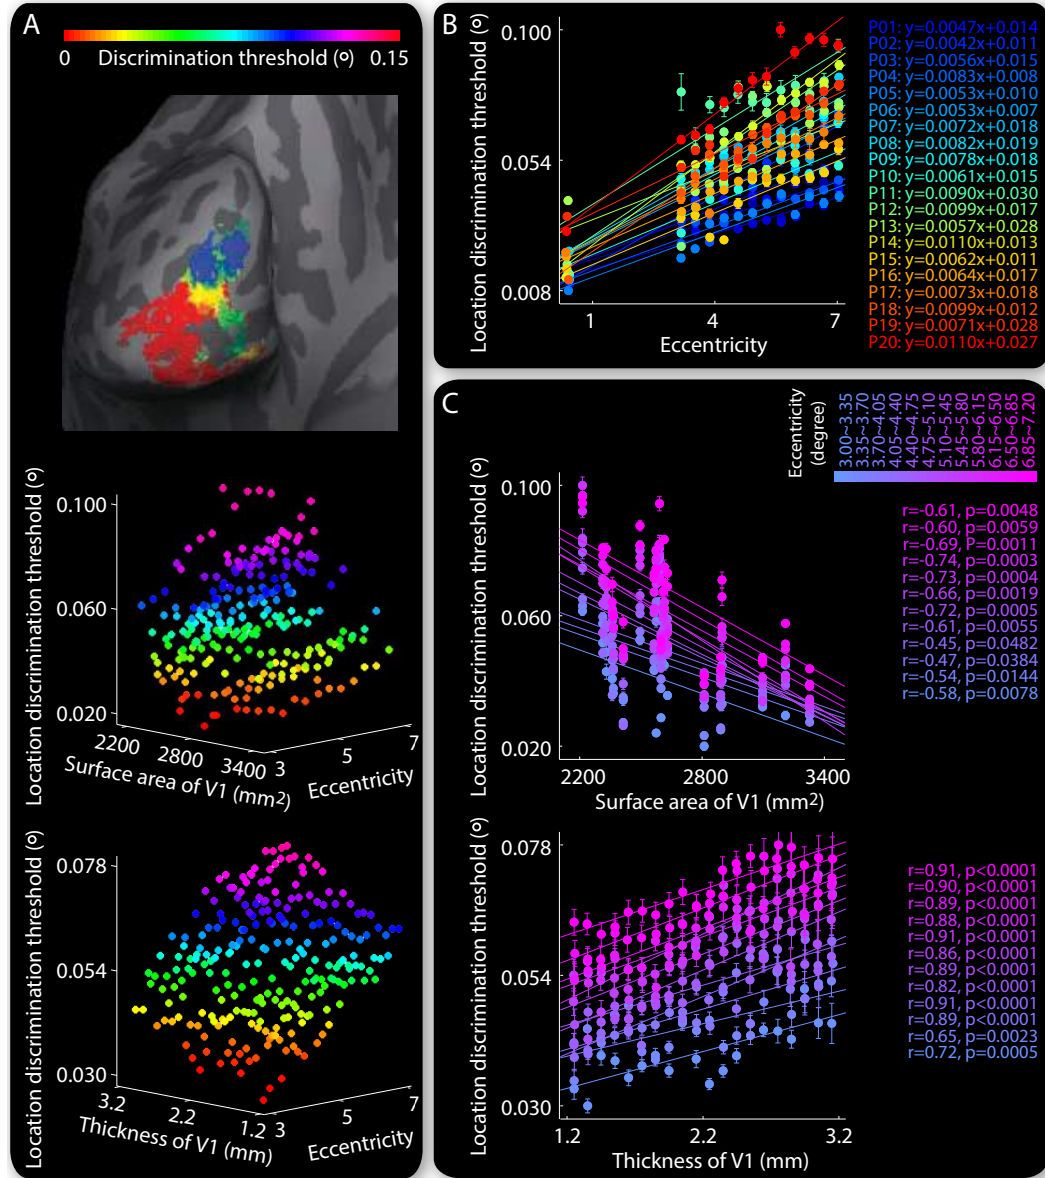 A
0 Discrimination threshold (o) 0.15
Location discrimination threshold (o)
0.100
0.060
0.020
2200
2800
3400
3
5
7
Surface area of V1 (mm2)
Eccentricity
Location discrimination threshold (o)
0.078
0.054
0.030
3.2
2.2
1.2
3
5
7
Thickness of V1 (mm)
Eccentricity
B
Location discrimination threshold (o)
0.100
0.054
0.008
1
4
7
Eccentricity
P01: y=0.0047x+0.014
P02: y=0.0042x+0.011
P03: y=0.0056x+0.015
P04: y=0.0083x+0.008
P05: y=0.0053x+0.010
P06: y=0.0053x+0.007
P07: y=0.0072x+0.018
P08: y=0.0082x+0.019
P09: y=0.0078x+0.018
P10: y=0.0061x+0.015
P11: y=0.0090x+0.030
P12: y=0.0099x+0.017
P13: y=0.0057x+0.028
P14: y=0.0110x+0.013
P15: y=0.0062x+0.011
P16: y=0.0064x+0.017
P17: y=0.0073x+0.018
P18: y=0.0099x+0.012
P19: y=0.0071x+0.028
P20: y=0.0110x+0.027
C
Eccentricity
(degree)
3.00~3.35
3.35~3.70
3.70~4.05
4.05~4.40
4.40~4.75
4.75~5.10
5.10~5.45
5.45~5.80
5.80~6.15
6.15~6.50
6.50~6.85
6.85~7.20
Location discrimination threshold (o)
0.100
0.060
0.020
2200
2800
3400
Surface area of V1 (mm2)
r=-0.61, p=0.0048
r=-0.60, p=0.0059
r=-0.69, P=0.0011
r=-0.74, p=0.0003
r=-0.73, p=0.0004
r=-0.66, p=0.0019
r=-0.72, p=0.0005
r=-0.61, p=0.0055
r=-0.45, p=0.0482
r=-0.47, p=0.0384
r=-0.54, p=0.0144
r=-0.58, p=0.0078
Location discrimination threshold (o)
0.078
0.054
0.030
1.2
2.2
3.2
Thickness of V1 (mm)
r=0.91, p<0.0001
r=0.90, p<0.0001
r=0.89, p<0.0001
r=0.88, p<0.0001
r=0.91, p<0.0001
r=0.86, p<0.0001
r=0.89, p<0.0001
r=0.82, p<0.0001
r=0.91, p<0.0001
r=0.89, p<0.0001
r=0.65, p=0.0023
r=0.72, p=0.0005